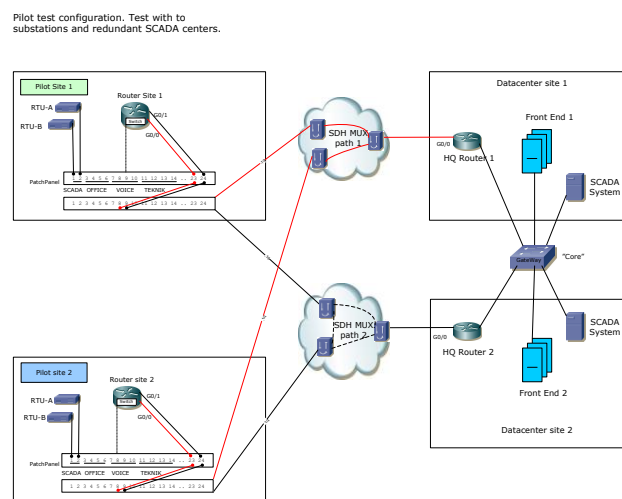 Pilot test configuration. Test with to
substations and redundant SCADA centers.
Pilot Site 1
RTU-A
RTU-B
Router Site 1
Switch
G0/1
G0/0
1 2 3 4 5 6 7 8 9 10 11 12 13 14 .. 23 24
PatchPanel
SCADA OFFICE VOICE TEKNIK
1 2 3 4 5 6 7 8 9 10 11 12 13 14 .. 23 24
SDH MUX
path 1
Datacenter site 1
Front End 1
G0/0
HQ Router 1
SCADA
System
GateWay
"Core"
SDH MUX
path 2
G0/0
HQ Router 2
SCADA
System
Front End 2
Datacenter site 2
Pilot site 2
RTU-A
RTU-B
Router site 2
Switch
G0/1
G0/0
1 2 3 4 5 6 7 8 9 10 11 12 13 14 .. 23 24
PatchPanel
SCADA OFFICE VOICE TEKNIK
1 2 3 4 5 6 7 8 9 10 11 12 13 14 .. 23 24